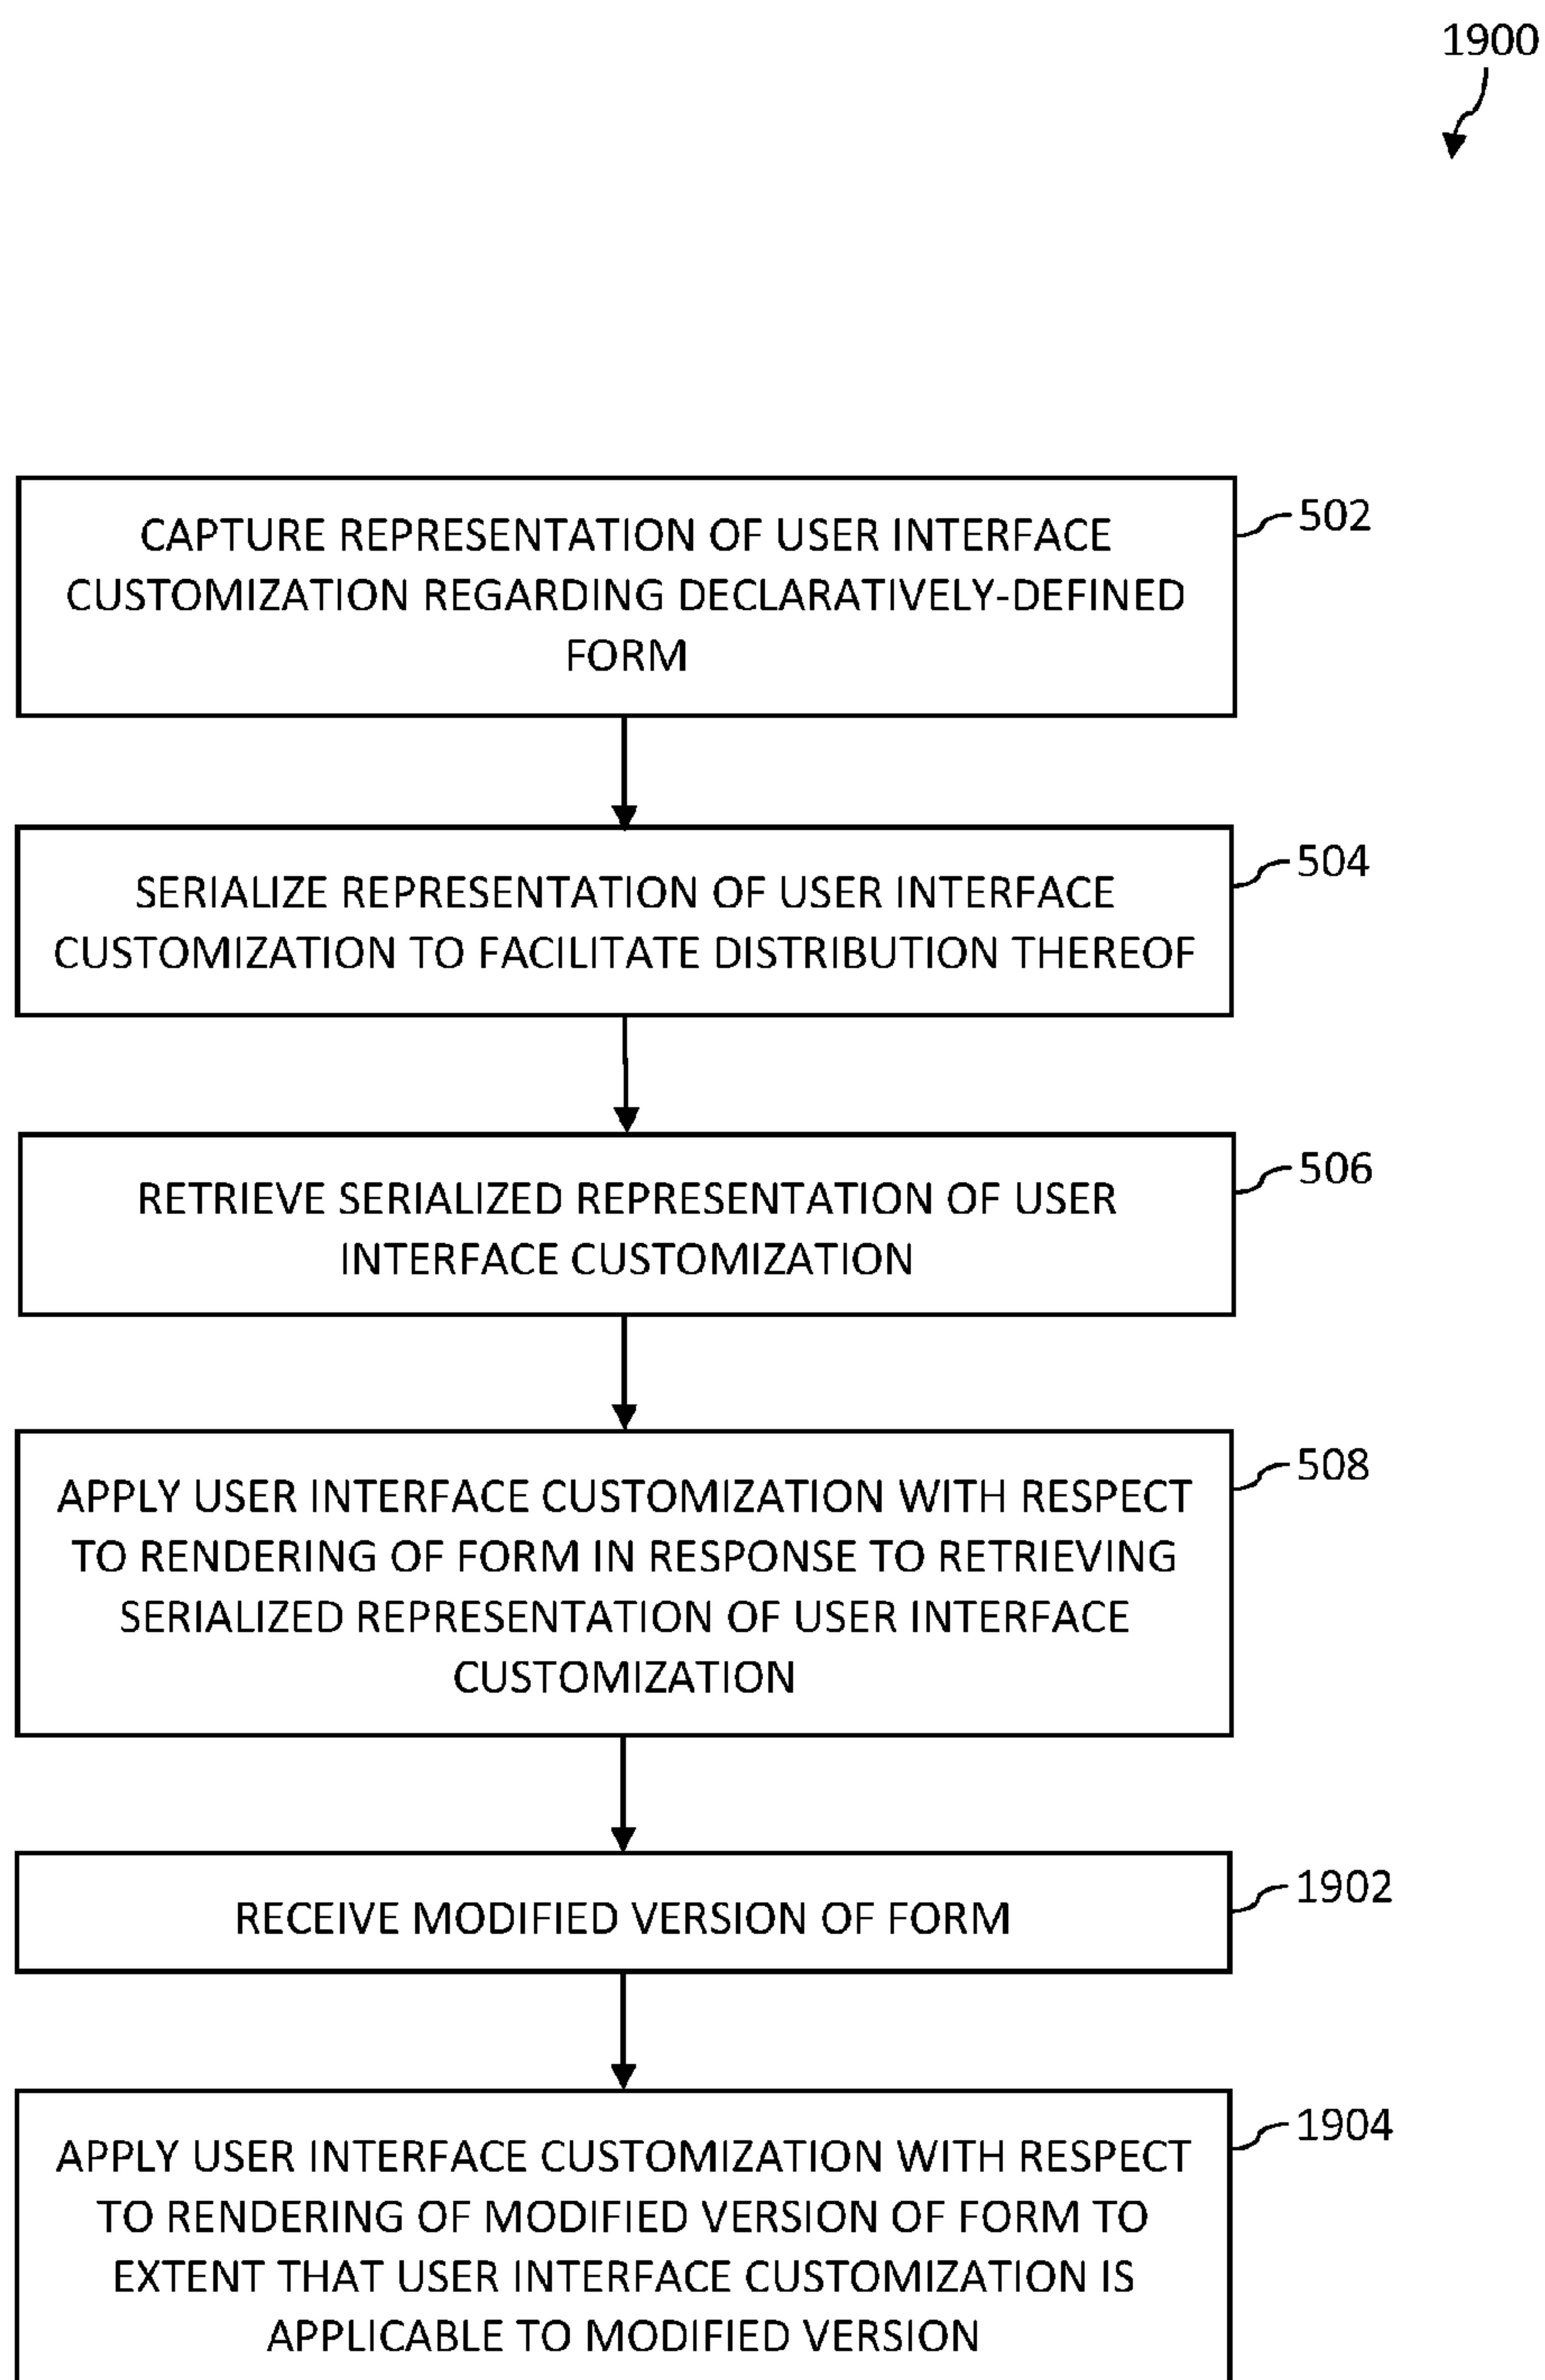 1900
CAPTURE REPRESENTATION OF USER INTERFACE
CUSTOMIZATION REGARDING DECLARATIVELY-DEFINED
FORM
502
SERIALIZE REPRESENTATION OF USER INTERFACE
CUSTOMIZATION TO FACILITATE DISTRIBUTION THEREOF
504
RETRIEVE SERIALIZED REPRESENTATION OF USER
INTERFACE CUSTOMIZATION
506
APPLY USER INTERFACE CUSTOMIZATION WITH RESPECT
TO RENDERING OF FORM IN RESPONSE TO RETRIEVING
SERIALIZED REPRESENTATION OF USER INTERFACE
CUSTOMIZATION
508
RECEIVE MODIFIED VERSION OF FORM
1902
APPLY USER INTERFACE CUSTOMIZATION WITH RESPECT
TO RENDERING OF MODIFIED VERSION OF FORM TO
EXTENT THAT USER INTERFACE CUSTOMIZATION IS
APPLICABLE TO MODIFIED VERSION
1904